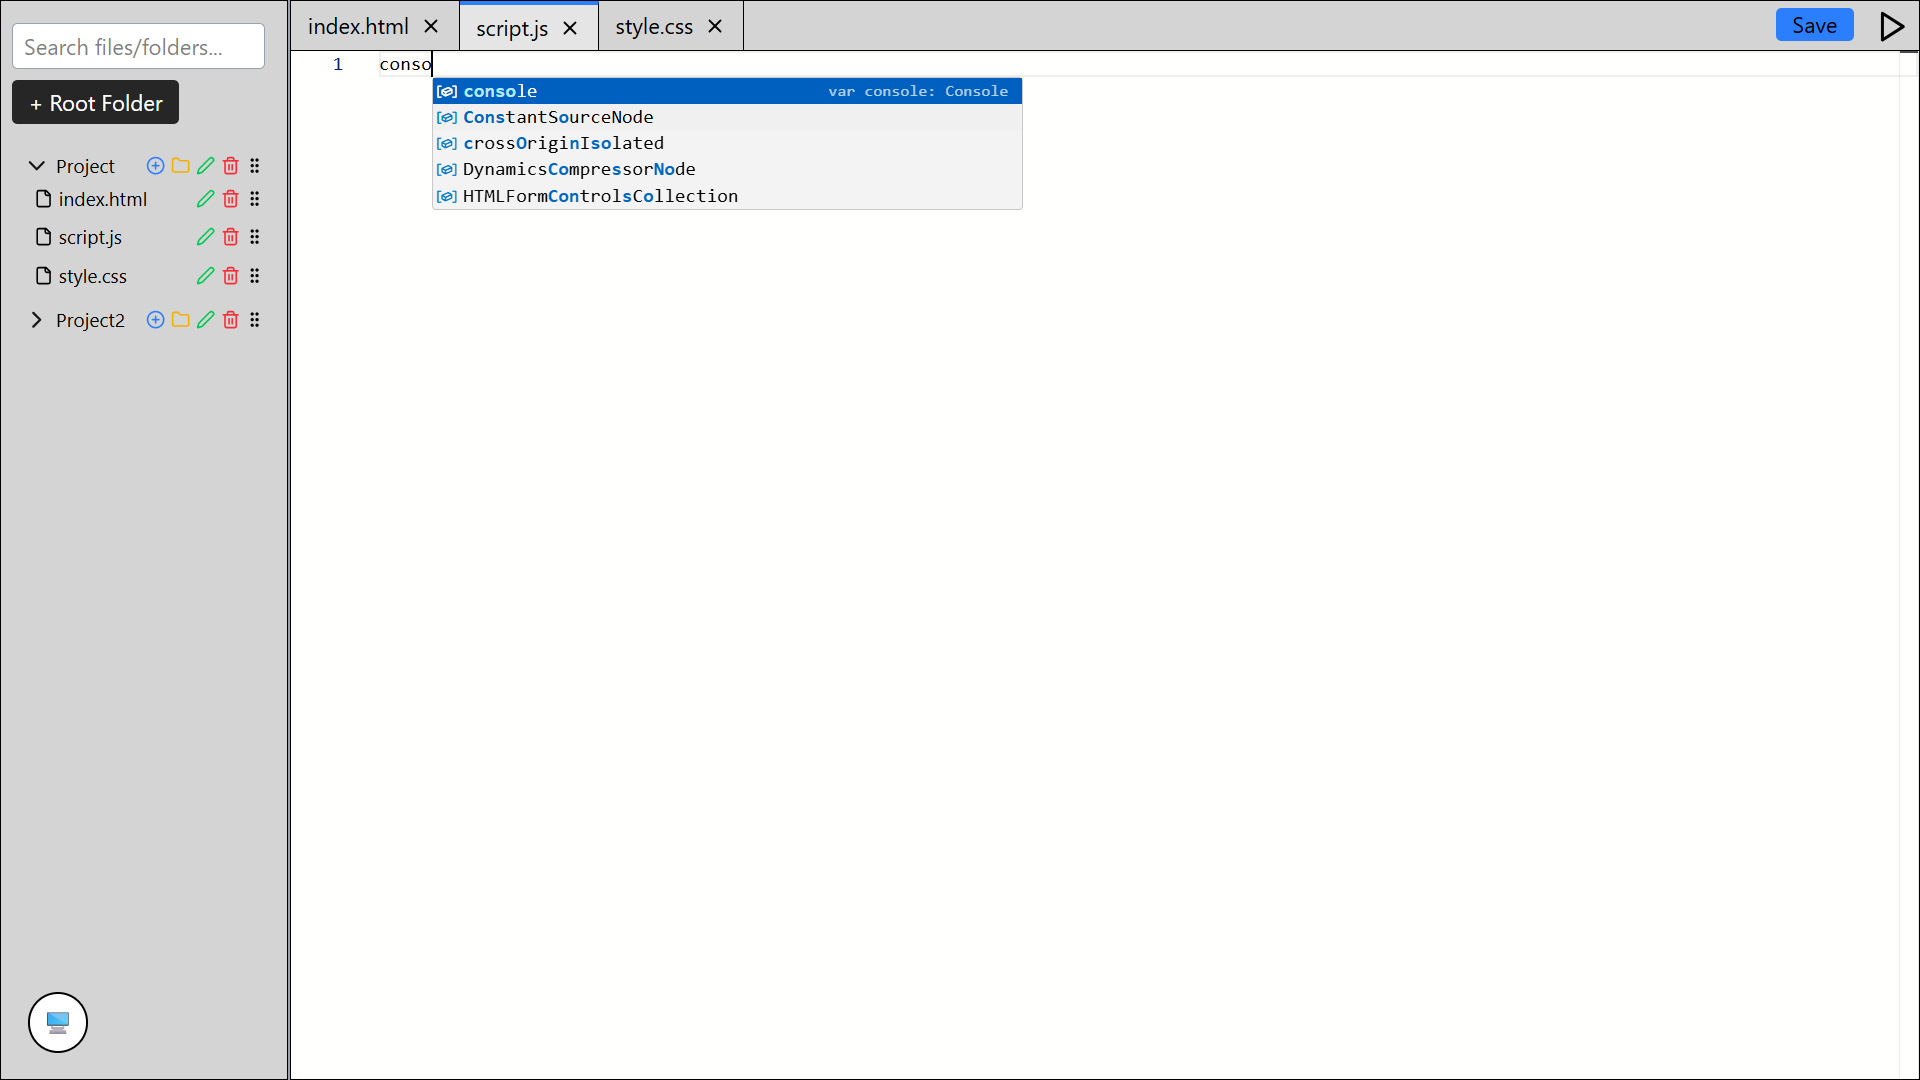 Search files/folders...
+ Root Folder
Project
index.html
script.js
style.css
Project2
index.html
script.js
style.css
Save
1 conso
console var console: Console
ConstantSourceNode
crossOriginIsolated
DynamicsCompressorNode
HTMLFormControlsCollection